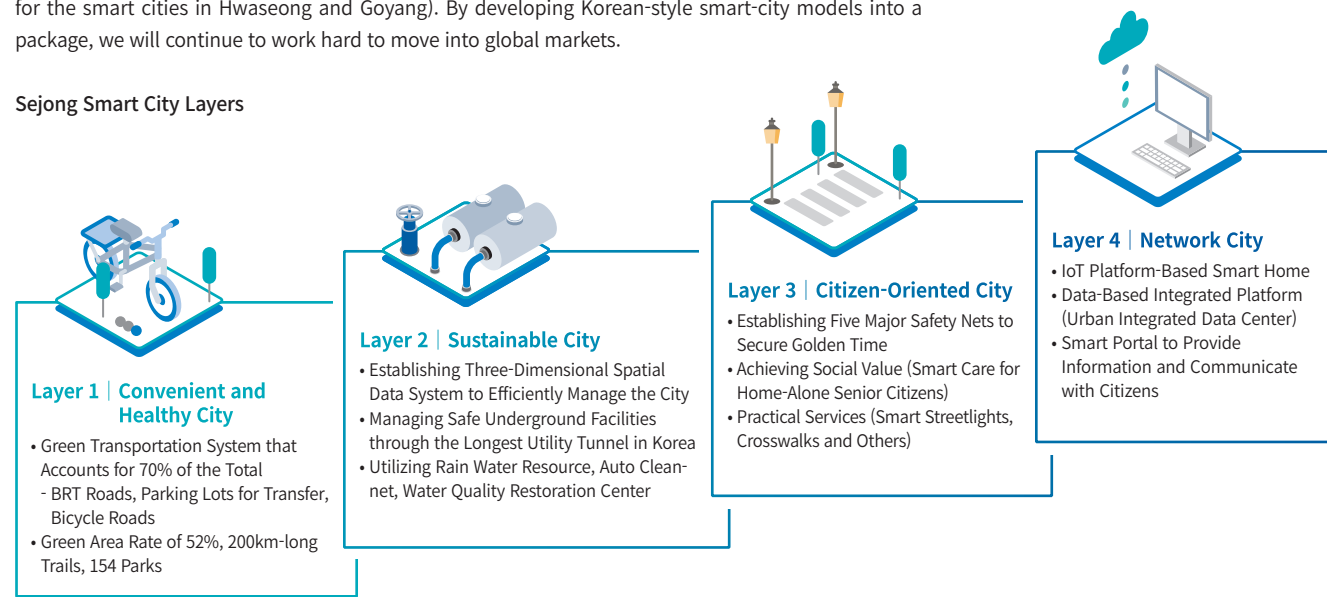 for the smart cities in Hwaseong and Goyang). By developing Korean-style smart-city models into a
package, we will continue to work hard to move into global markets.
Sejong Smart City Layers
Layer 1 | Convenient and
Healthy City
• Green Transportation System that
Accounts for 70% of the Total
- BRT Roads, Parking Lots for Transfer,
Bicycle Roads
• Green Area Rate of 52%, 200km-long
Trails, 154 Parks
Layer 2 | Sustainable City
• Establishing Three-Dimensional Spatial
Data System to Efficiently Manage the City
• Managing Safe Underground Facilities
through the Longest Utility Tunnel in Korea
• Utilizing Rain Water Resource, Auto Clean-
net, Water Quality Restoration Center
Layer 3 | Citizen-Oriented City
• Establishing Five Major Safety Nets to
Secure Golden Time
• Achieving Social Value (Smart Care for
Home-Alone Senior Citizens)
• Practical Services (Smart Streetlights,
Crosswalks and Others)
Layer 4 | Network City
• IoT Platform-Based Smart Home
• Data-Based Integrated Platform
(Urban Integrated Data Center)
• Smart Portal to Provide
Information and Communicate
with Citizens